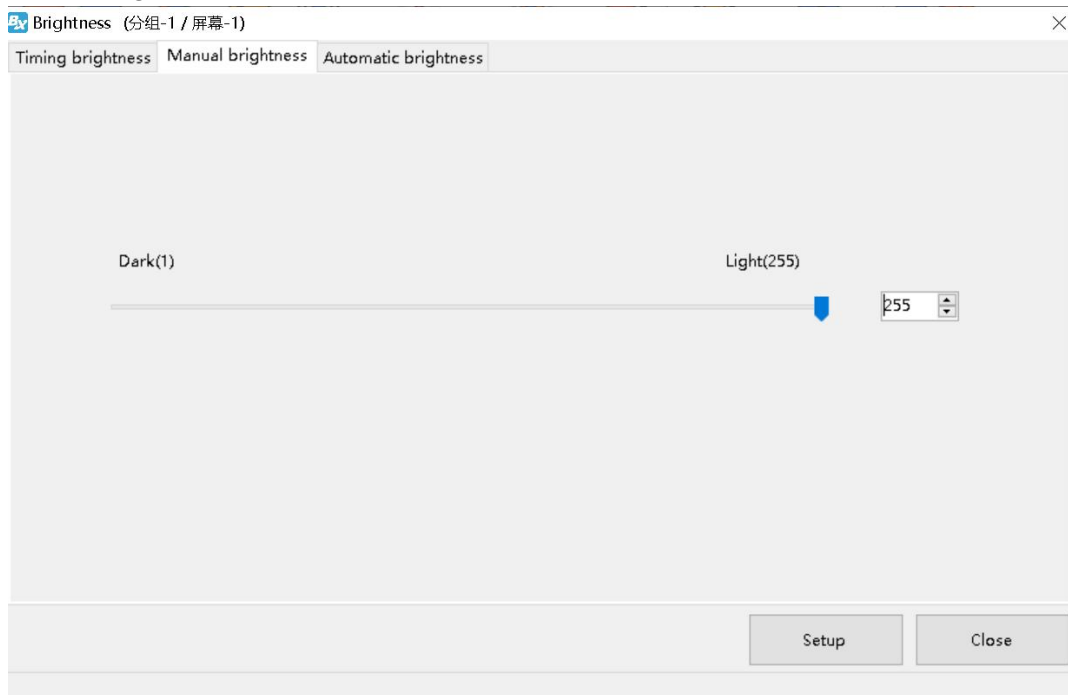 BX Brightness (分组-1 / 屏幕-1)
Timing brightness Manual brightness Automatic brightness
Dark(1) Light(255)
255
Setup Close